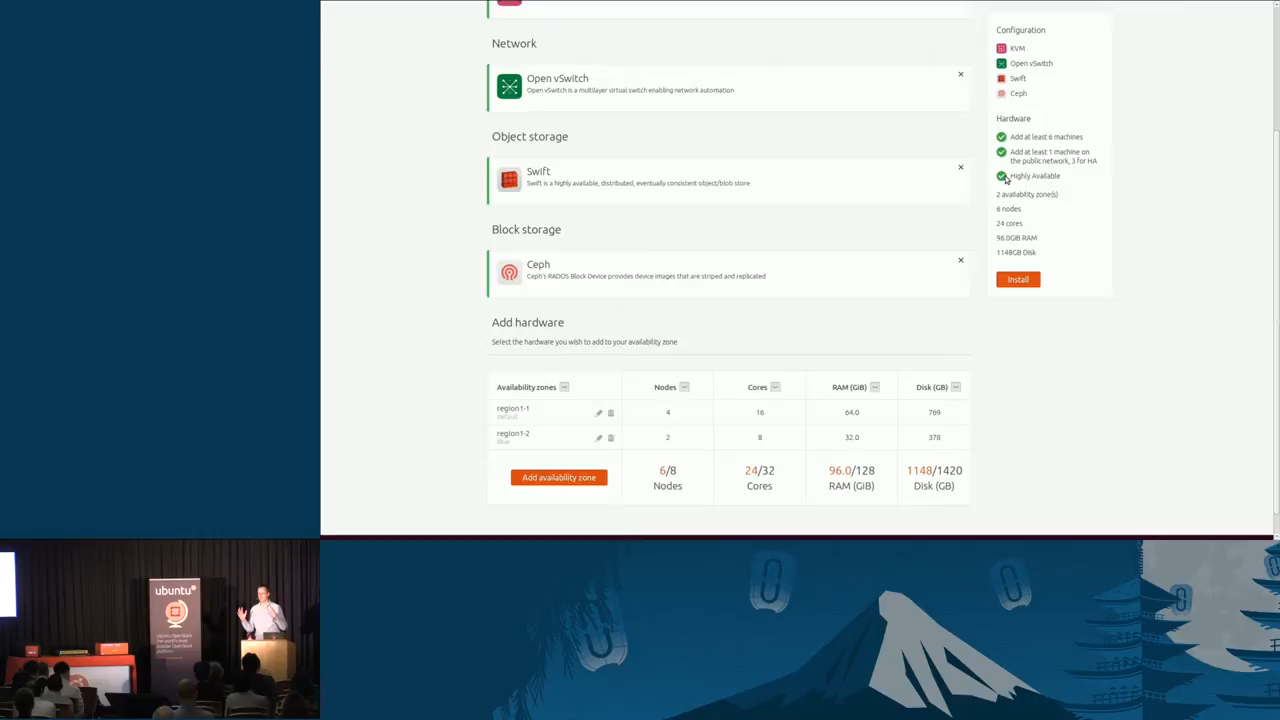 Network
Open vSwitch
Open vSwitch is a multilayer virtual switch enabling network automation
Object storage
Swift
Swift is a highly available, distributed, eventually consistent object/blob store
Block storage
Ceph
Ceph's RADOS Block Device provides device images that are striped and replicated
Add hardware
Select the hardware you wish to add to your availability zone
Availability zones Nodes Cores RAM (GiB) Disk (GB)
region1-1 4 16 64.0 769
default
region1-2 2 8 32.0 378
Blue
Add availability zone
6/8 24/32 96.0/128 1148/1420
Nodes Cores RAM (GiB) Disk (GB)
Configuration
KVM
Open vSwitch
Swift
Ceph
Hardware
Add at least 6 machines
Add at least 1 machine on
the public network, 3 for HA
Highly Available
2 availability zone(s)
6 nodes
24 cores
96.0GiB RAM
1148GB Disk
Install
ubuntu
Ubuntu OpenStack